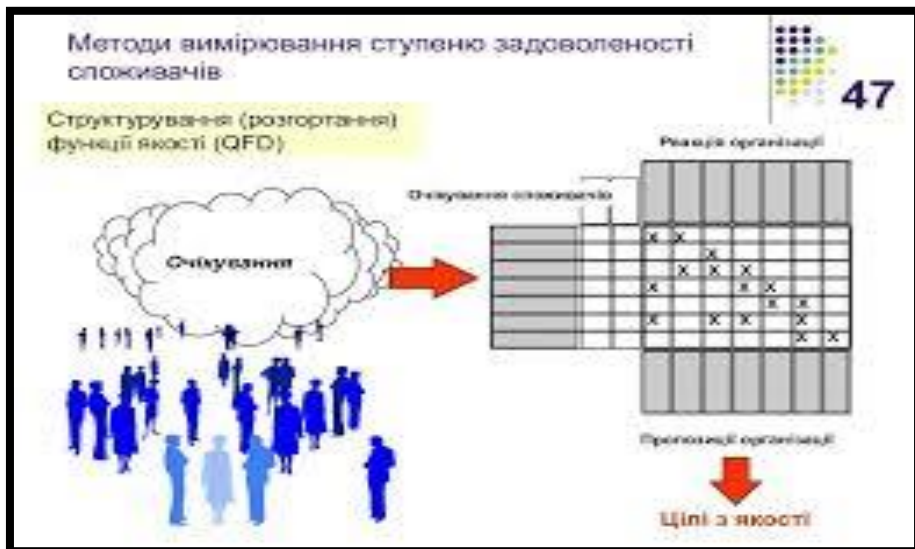 Методи вимірювання ступеню задоволеності
споживачів
47
Структурування (розгортання)
функції якості (QFD)
Реакція організації
Очікування споживачів
Очікування
X X
X
X X X
X X X
X X
X X X X
X X
Пропозиції організації
Цілі з якості